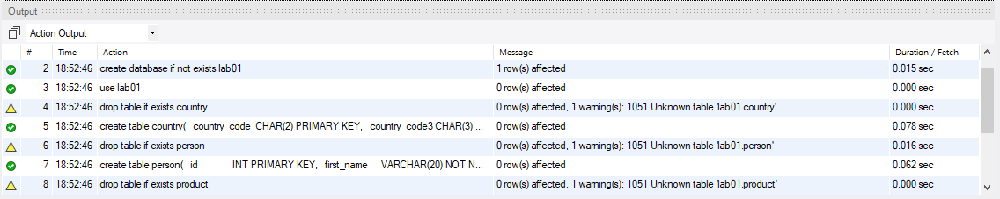 Output
Action Output
# Time Action Message Duration / Fetch
2 18:52:46 create database if not exists lab01 1 row(s) affected 0.015 sec
3 18:52:46 use lab01 0 row(s) affected 0.000 sec
4 18:52:46 drop table if exists country 0 row(s) affected, 1 warning(s): 1051 Unknown table 'lab01.country' 0.000 sec
5 18:52:46 create table country( country_code CHAR(2) PRIMARY KEY, country_code3 CHAR(3) ... 0 row(s) affected 0.078 sec
6 18:52:46 drop table if exists person 0 row(s) affected, 1 warning(s): 1051 Unknown table 'lab01.person' 0.016 sec
7 18:52:46 create table person( id INT PRIMARY KEY, first_name VARCHAR(20) NOT N... 0 row(s) affected 0.062 sec
8 18:52:46 drop table if exists product 0 row(s) affected, 1 warning(s): 1051 Unknown table 'lab01.product' 0.000 sec